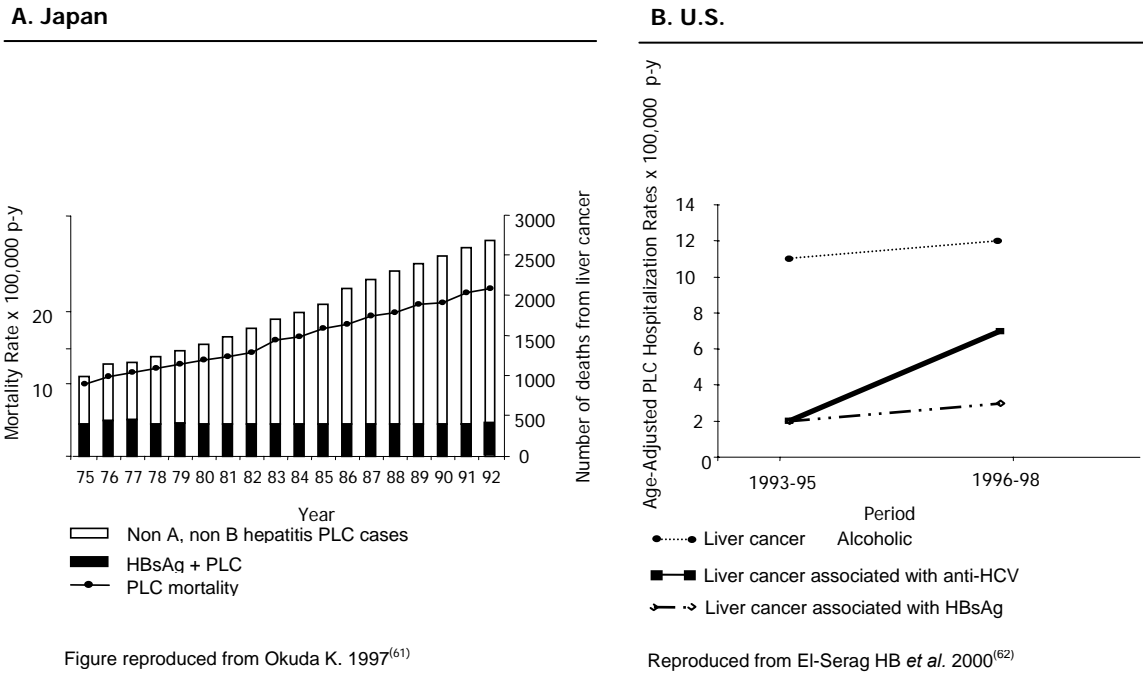 A. Japan
Mortality Rate x 100,000 p-y
20
10
3000
2500
2000
1500
1000
500
0
Number of deaths from liver cancer
75 76 77 78 79 80 81 82 83 84 85 86 87 88 89 90 91 92
Year
Non A, non B hepatitis PLC cases
HBsAg + PLC
PLC mortality
Figure reproduced from Okuda K. 1997(61)
B. U.S.
Age-Adjusted PLC Hospitalization Rates x 100,000 p-y
14
12
10
8
6
4
2
0
1993-95 1996-98
Period
Liver cancer Alcoholic
Liver cancer associated with anti-HCV
Liver cancer associated with HBsAg
Reproduced from El-Serag HB et al. 2000(62)